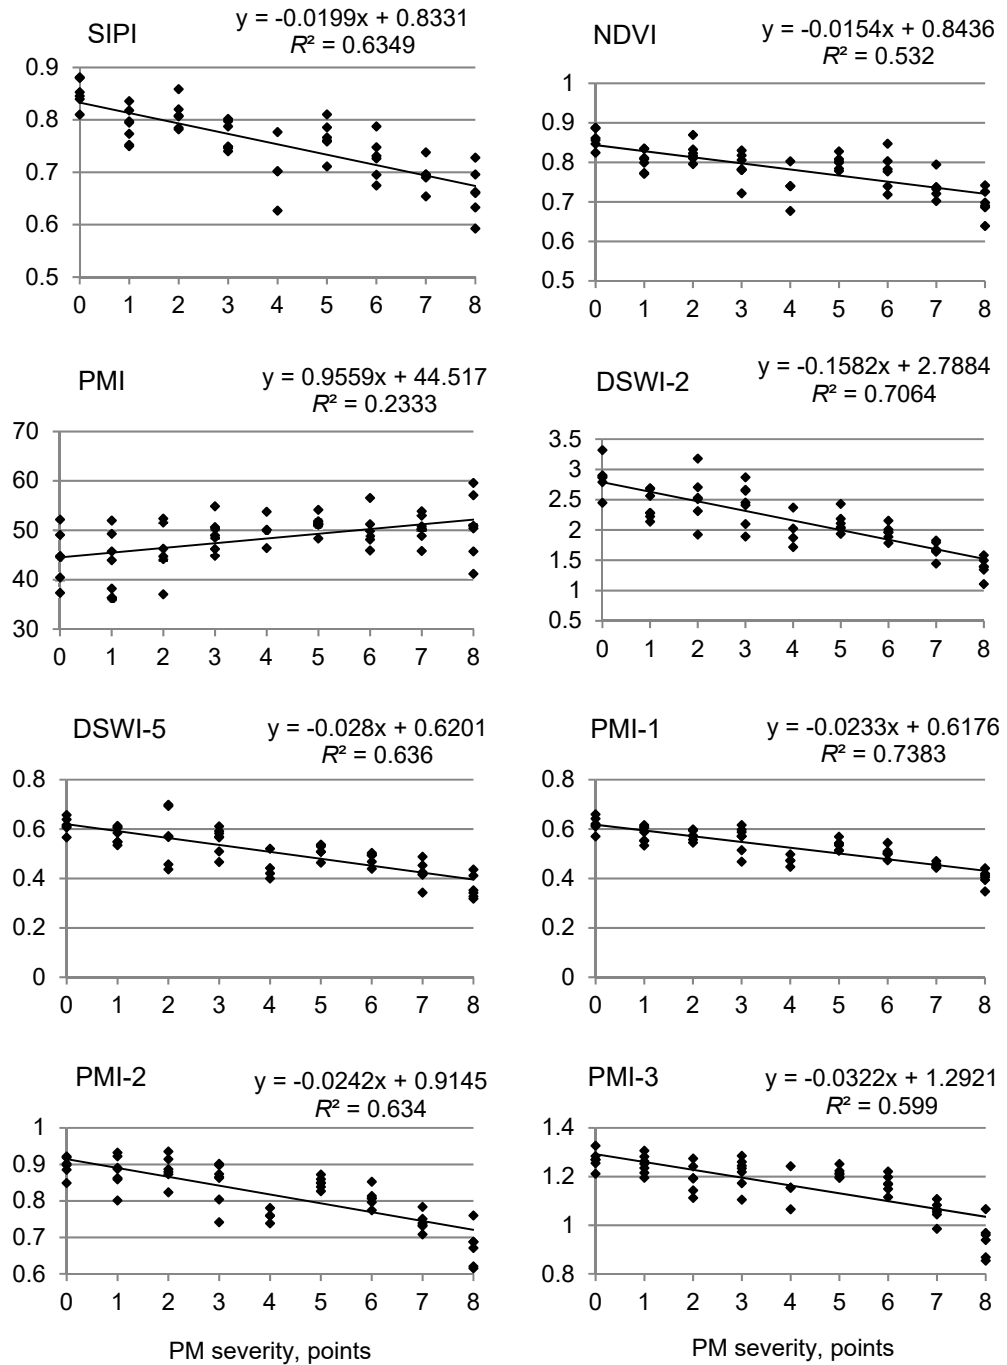 SIPI
y = -0.0199x + 0.8331
R² = 0.6349
0.9
0.8
0.7
0.6
0.5
0 1 2 3 4 5 6 7 8
NDVI
y = -0.0154x + 0.8436
R² = 0.532
1
0.9
0.8
0.7
0.6
0.5
0 1 2 3 4 5 6 7 8
PMI
y = 0.9559x + 44.517
R² = 0.2333
70
60
50
40
30
0 1 2 3 4 5 6 7 8
DSWI-2
y = -0.1582x + 2.7884
R² = 0.7064
3.5
3
2.5
2
1.5
1
0.5
0 1 2 3 4 5 6 7 8
DSWI-5
y = -0.028x + 0.6201
R² = 0.636
0.8
0.6
0.4
0.2
0
0 1 2 3 4 5 6 7 8
PMI-1
y = -0.0233x + 0.6176
R² = 0.7383
0.8
0.6
0.4
0.2
0
0 1 2 3 4 5 6 7 8
PMI-2
y = -0.0242x + 0.9145
R² = 0.634
1
0.9
0.8
0.7
0.6
0 1 2 3 4 5 6 7 8
PM severity, points
PMI-3
y = -0.0322x + 1.2921
R² = 0.599
1.4
1.2
1
0.8
0 1 2 3 4 5 6 7 8
PM severity, points